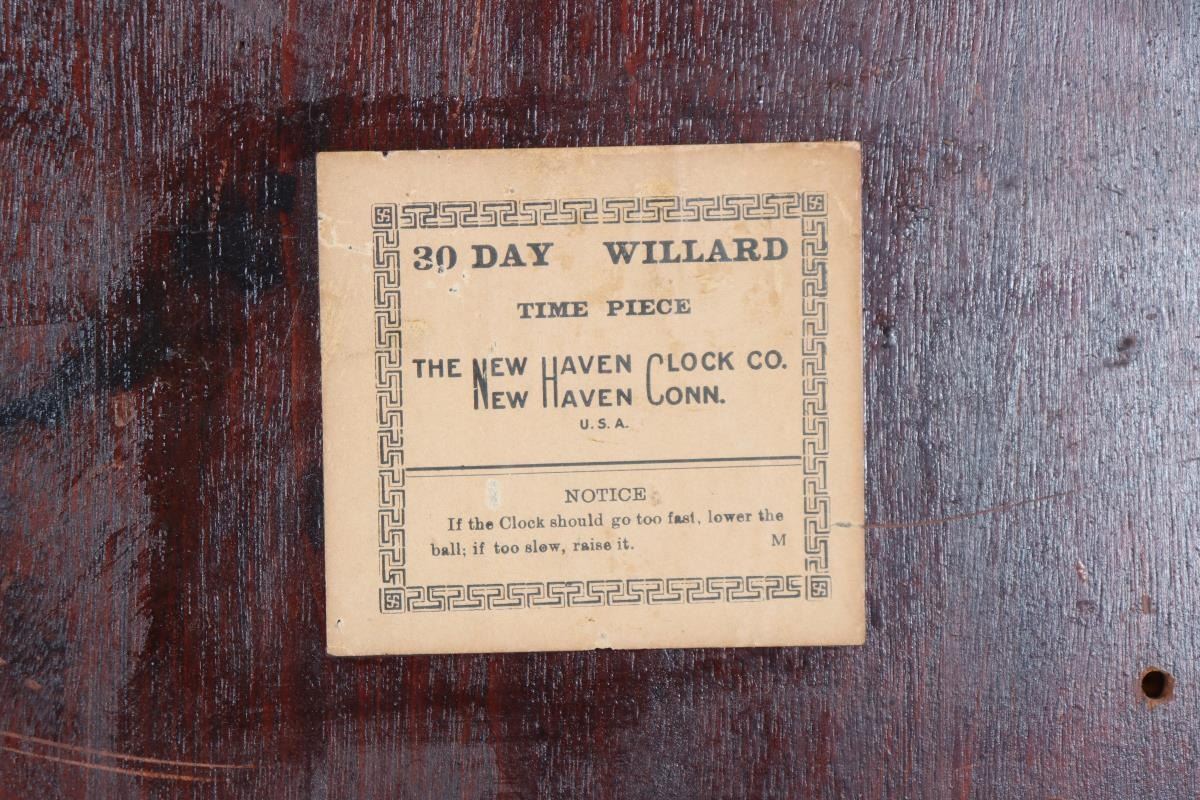 30 DAY WILLARD
TIME PIECE
THE NEW HAVEN CLOCK CO.
NEW HAVEN CONN.
U.S.A.
NOTICE
If the Clock should go too fast, lower the
ball; if too slow, raise it. M